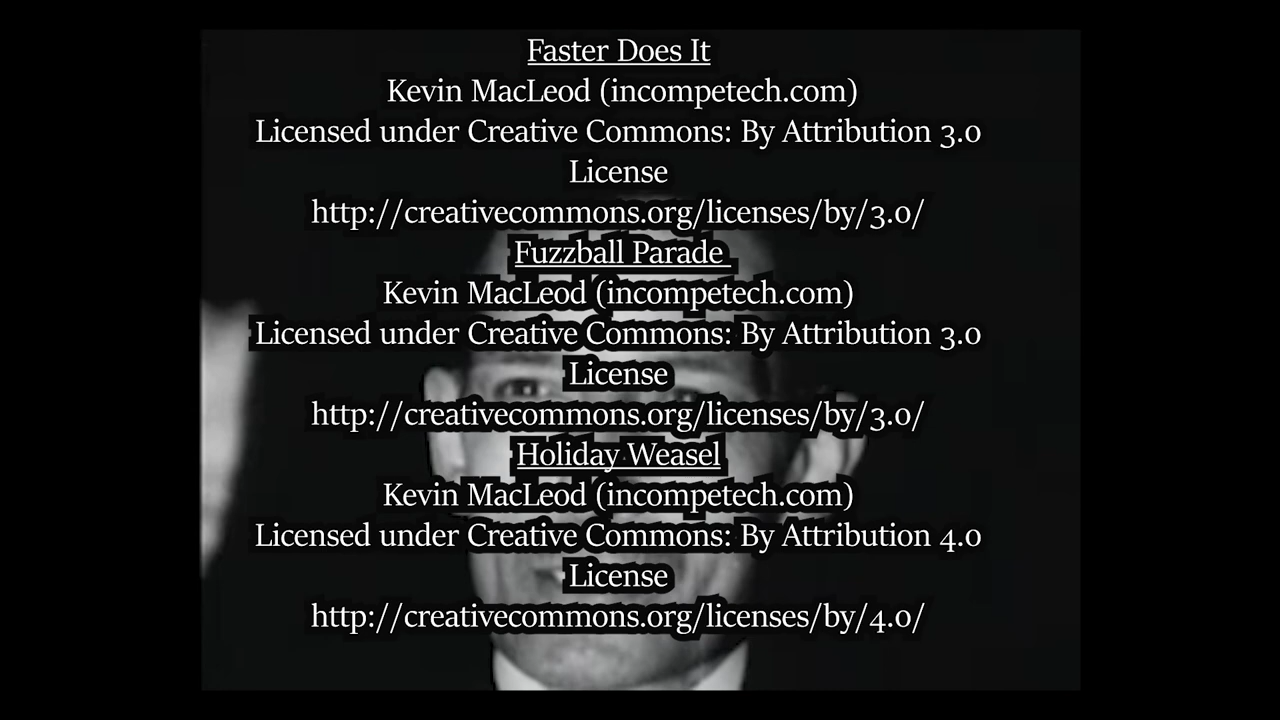 Faster Does It
Kevin MacLeod (incompetech.com)
Licensed under Creative Commons: By Attribution 3.0
License
http://creativecommons.org/licenses/by/3.0/
Fuzzball Parade
Kevin MacLeod (incompetech.com)
Licensed under Creative Commons: By Attribution 3.0
License
http://creativecommons.org/licenses/by/3.0/
Holiday Weasel
Kevin MacLeod (incompetech.com)
Licensed under Creative Commons: By Attribution 4.0
License
http://creativecommons.org/licenses/by/4.0/